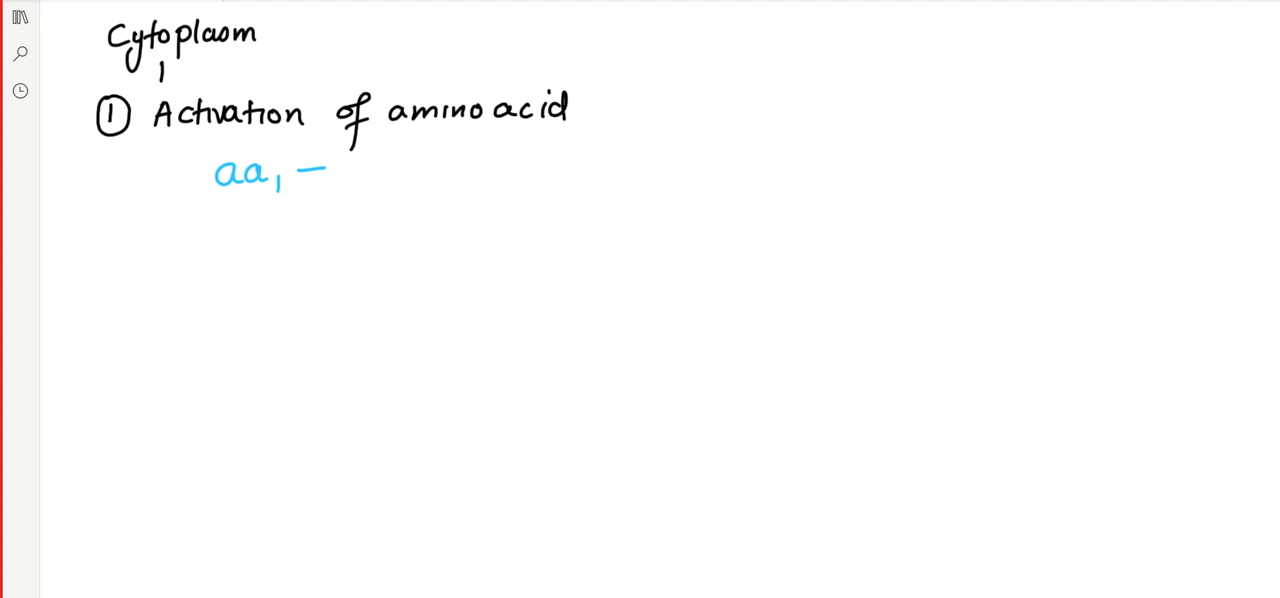 Cytoplasm
① Activation of amino acid
aa₁ —